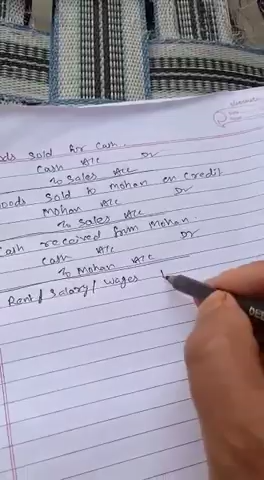 ods sold for cash.
Cash A/c Dr
To Sales A/c
oods sold to Mohan on Credit
Mohan A/c Dr
To Sales A/c
Cash received from Mohan.
Cash A/c Dr
To Mohan A/c
Rent / Salary / Wages